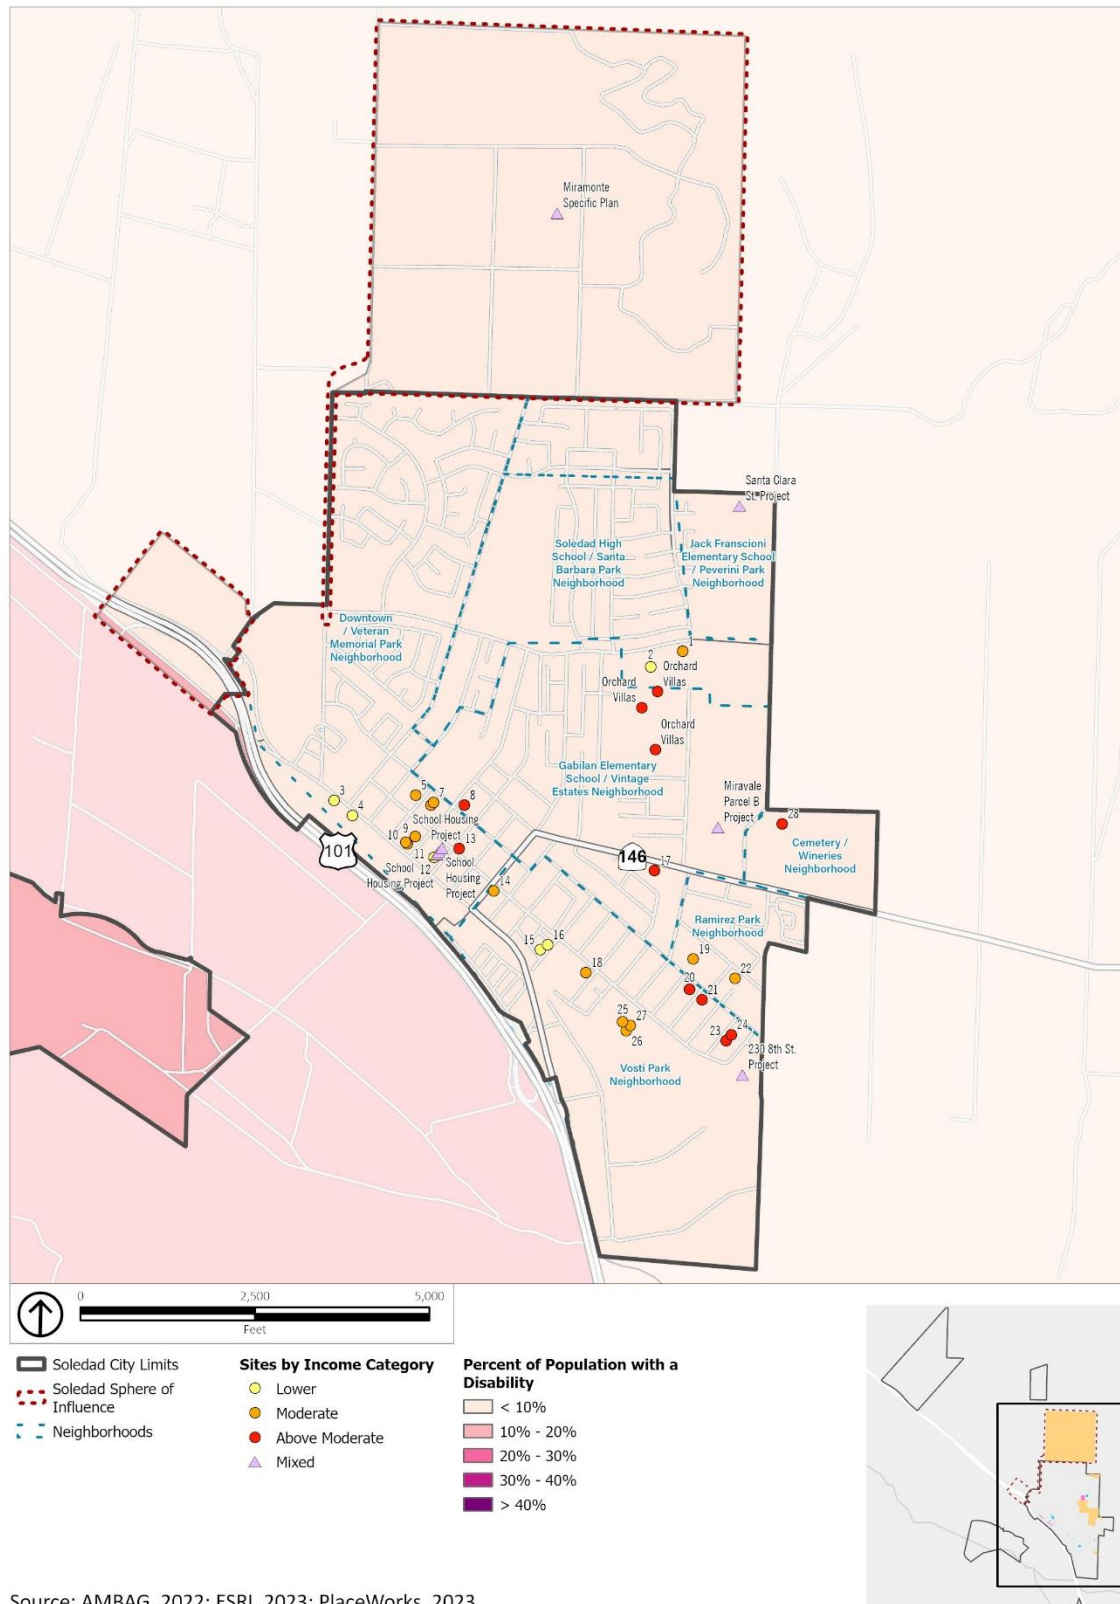 Miramonte
Specific Plan
Santa Clara
St. Project
Soledad High
School / Santa
Barbara Park
Neighborhood
Jack Franscioni
Elementary School
/ Peverini Park
Neighborhood
Downtown
/ Veteran
Memorial Park
Neighborhood
1
2
Orchard
Villas
Orchard
Villas
Orchard
Villas
Gabilan Elementary
School / Vintage
Estates Neighborhood
3
4
5
7
8
School Housing
Project
9
10
11
12
13
School
Housing Project
School
Housing
Project
101
14
Miravale
Parcel B
Project
28
Cemetery /
Wineries
Neighborhood
146
17
Ramirez Park
Neighborhood
15
16
18
19
20
21
22
23
24
25
27
26
230 8th St.
Project
Vosti Park
Neighborhood
0 2,500 5,000
Feet
Soledad City Limits
Soledad Sphere of
Influence
Neighborhoods
Sites by Income Category
Lower
Moderate
Above Moderate
Mixed
Percent of Population with a
Disability
< 10%
10% - 20%
20% - 30%
30% - 40%
> 40%
Source: AMBAG, 2022; ESRI, 2023; PlaceWorks, 2023